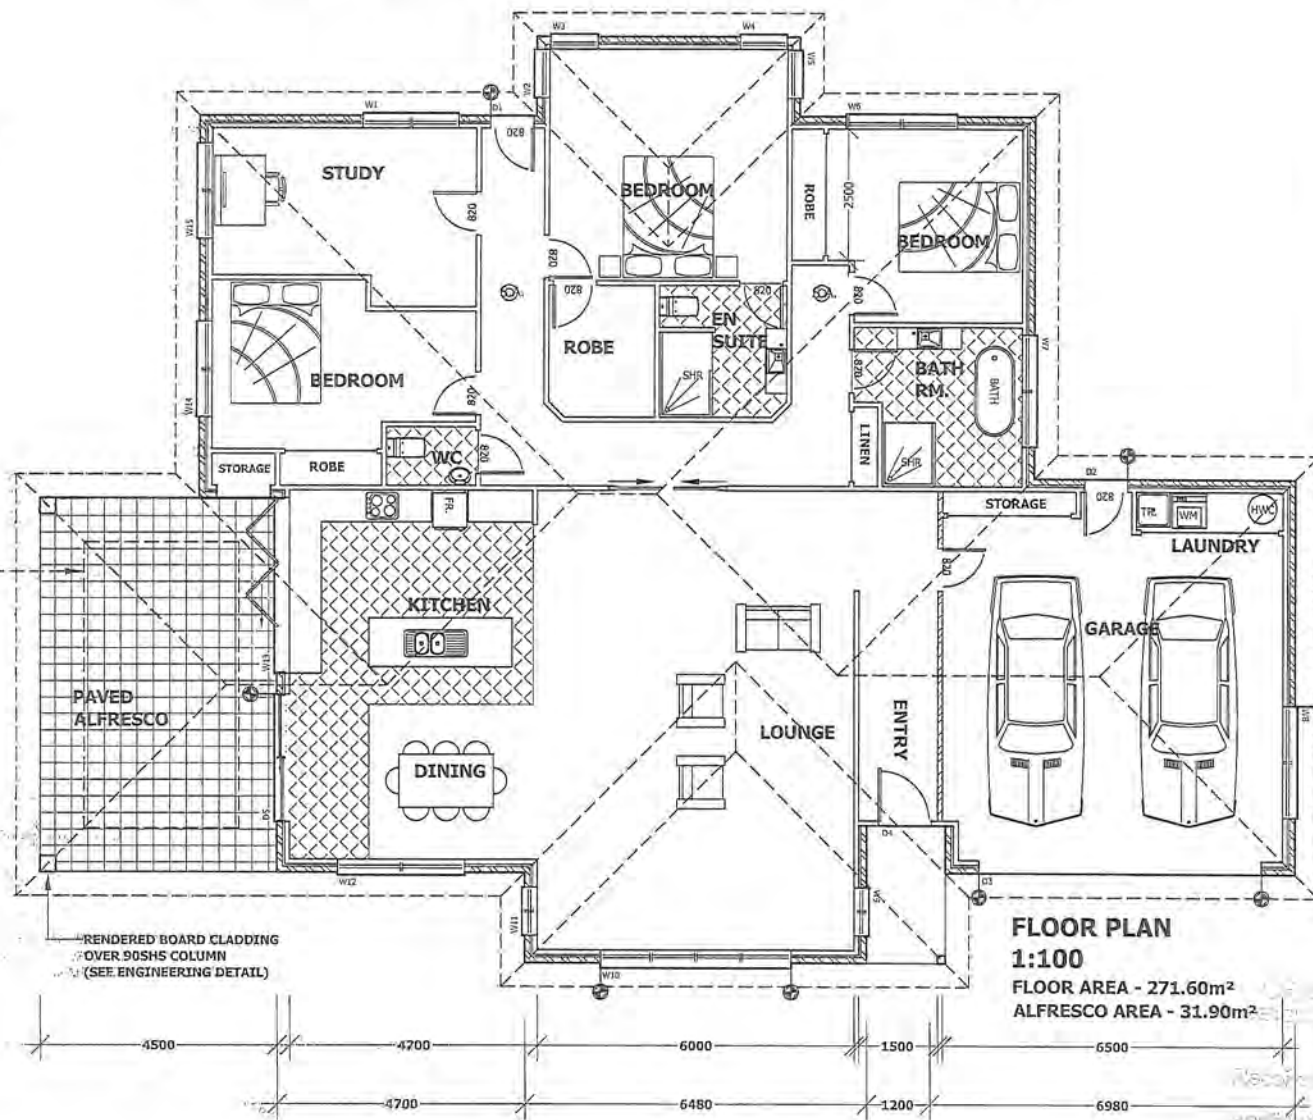 W3
W4
W2
W5
W1
D1
W6
820
STUDY
BEDROOM
ROBE
2500
BEDROOM
820
W15
820
820
820
820
EN
SUITE
ROBE
SHR
BEDROOM
820
W14
820
BATH
RM.
BATH
W7
LINEN
SHR
WC
820
STORAGE
ROBE
FR.
D2
820
STORAGE
TR.
WM
HWC
LAUNDRY
820
KITCHEN
GARAGE
W13
PAVED
ALFRESCO
ENTRY
LOUNGE
DINING
D5
D4
W12
D3
W11
W10
RENDERED BOARD CLADDING
OVER 90SHS COLUMN
(SEE ENGINEERING DETAIL)
FLOOR PLAN
1:100
FLOOR AREA - 271.60m²
ALFRESCO AREA - 31.90m²
4500
4700
6000
1500
6500
4700
6480
1200
6980